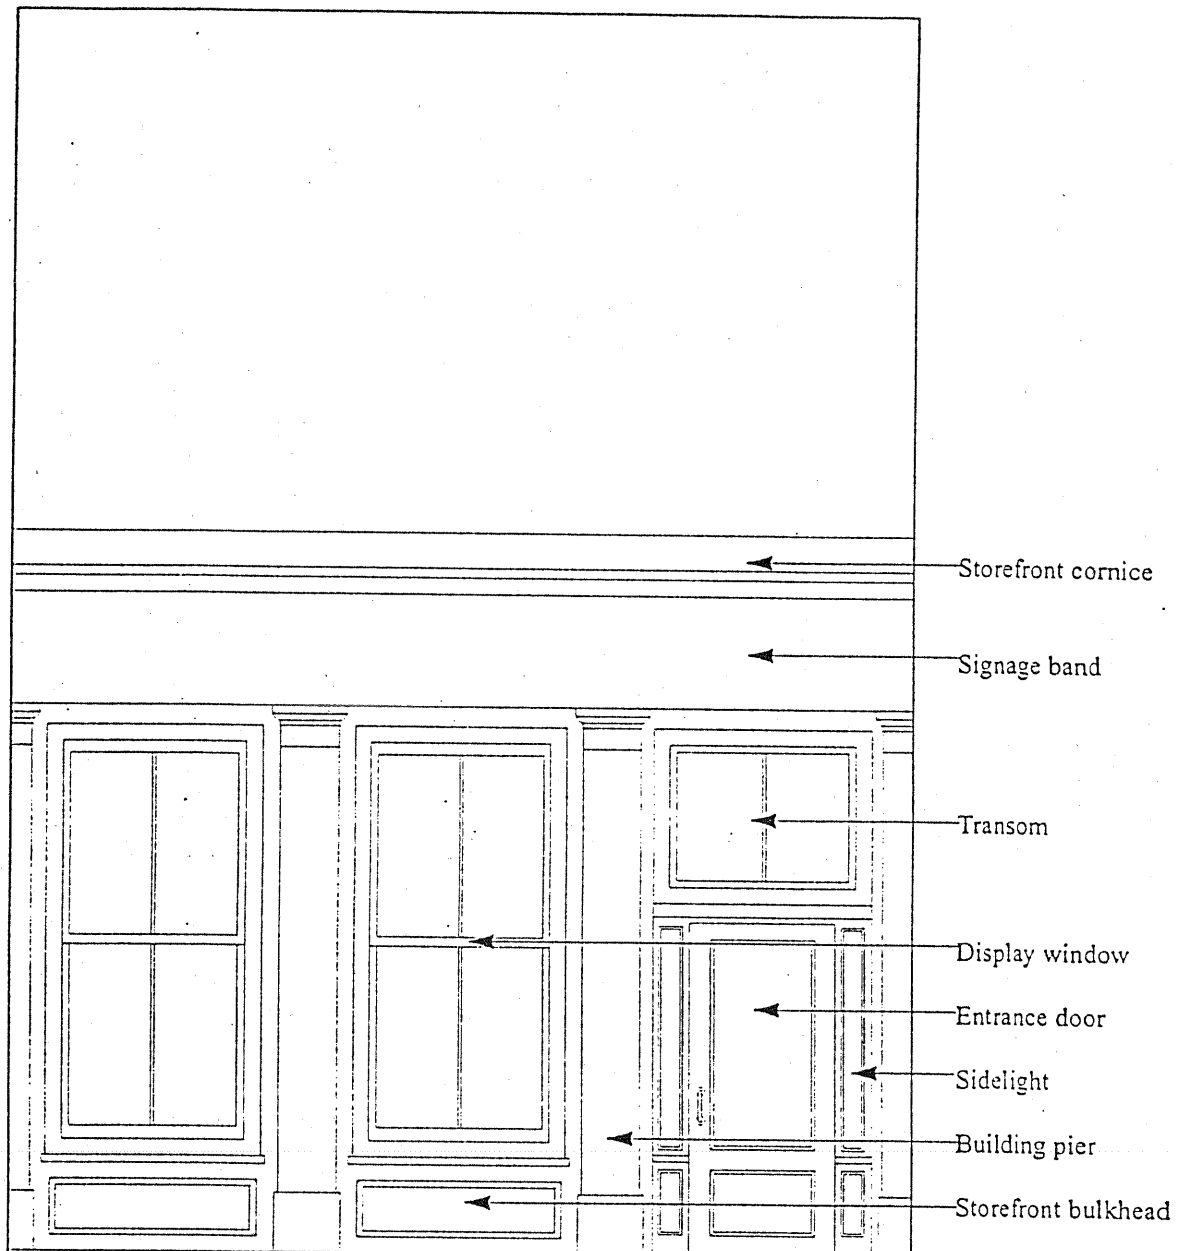 Storefront cornice
Signage band
Transom
Display window
Entrance door
Sidelight
Building pier
Storefront bulkhead